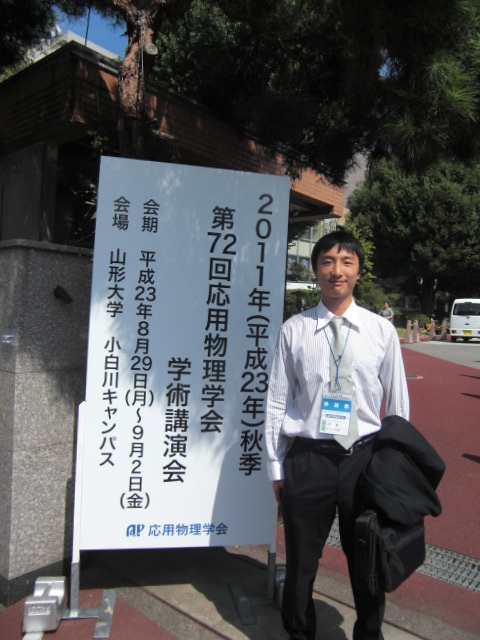 2011年(平成23年)秋季
第72回応用物理学会
学術講演会
会期 平成23年8月29日(月)～9月2日(金)
会場 山形大学 小白川キャンパス
応用物理学会